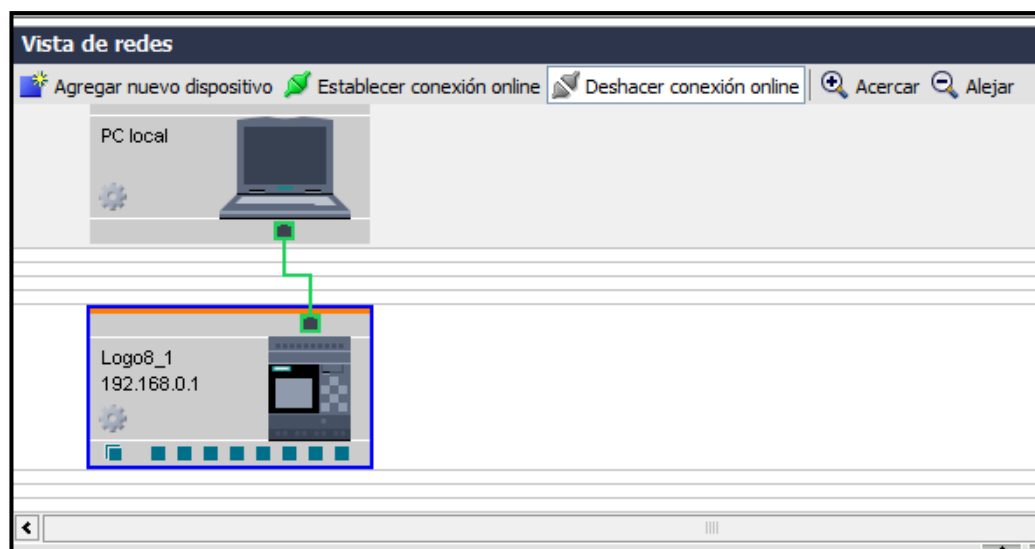 Vista de redes
Agregar nuevo dispositivo Establecer conexión online Deshacer conexión online Acercar Alejar
PC local
Logo8_1
192.168.0.1